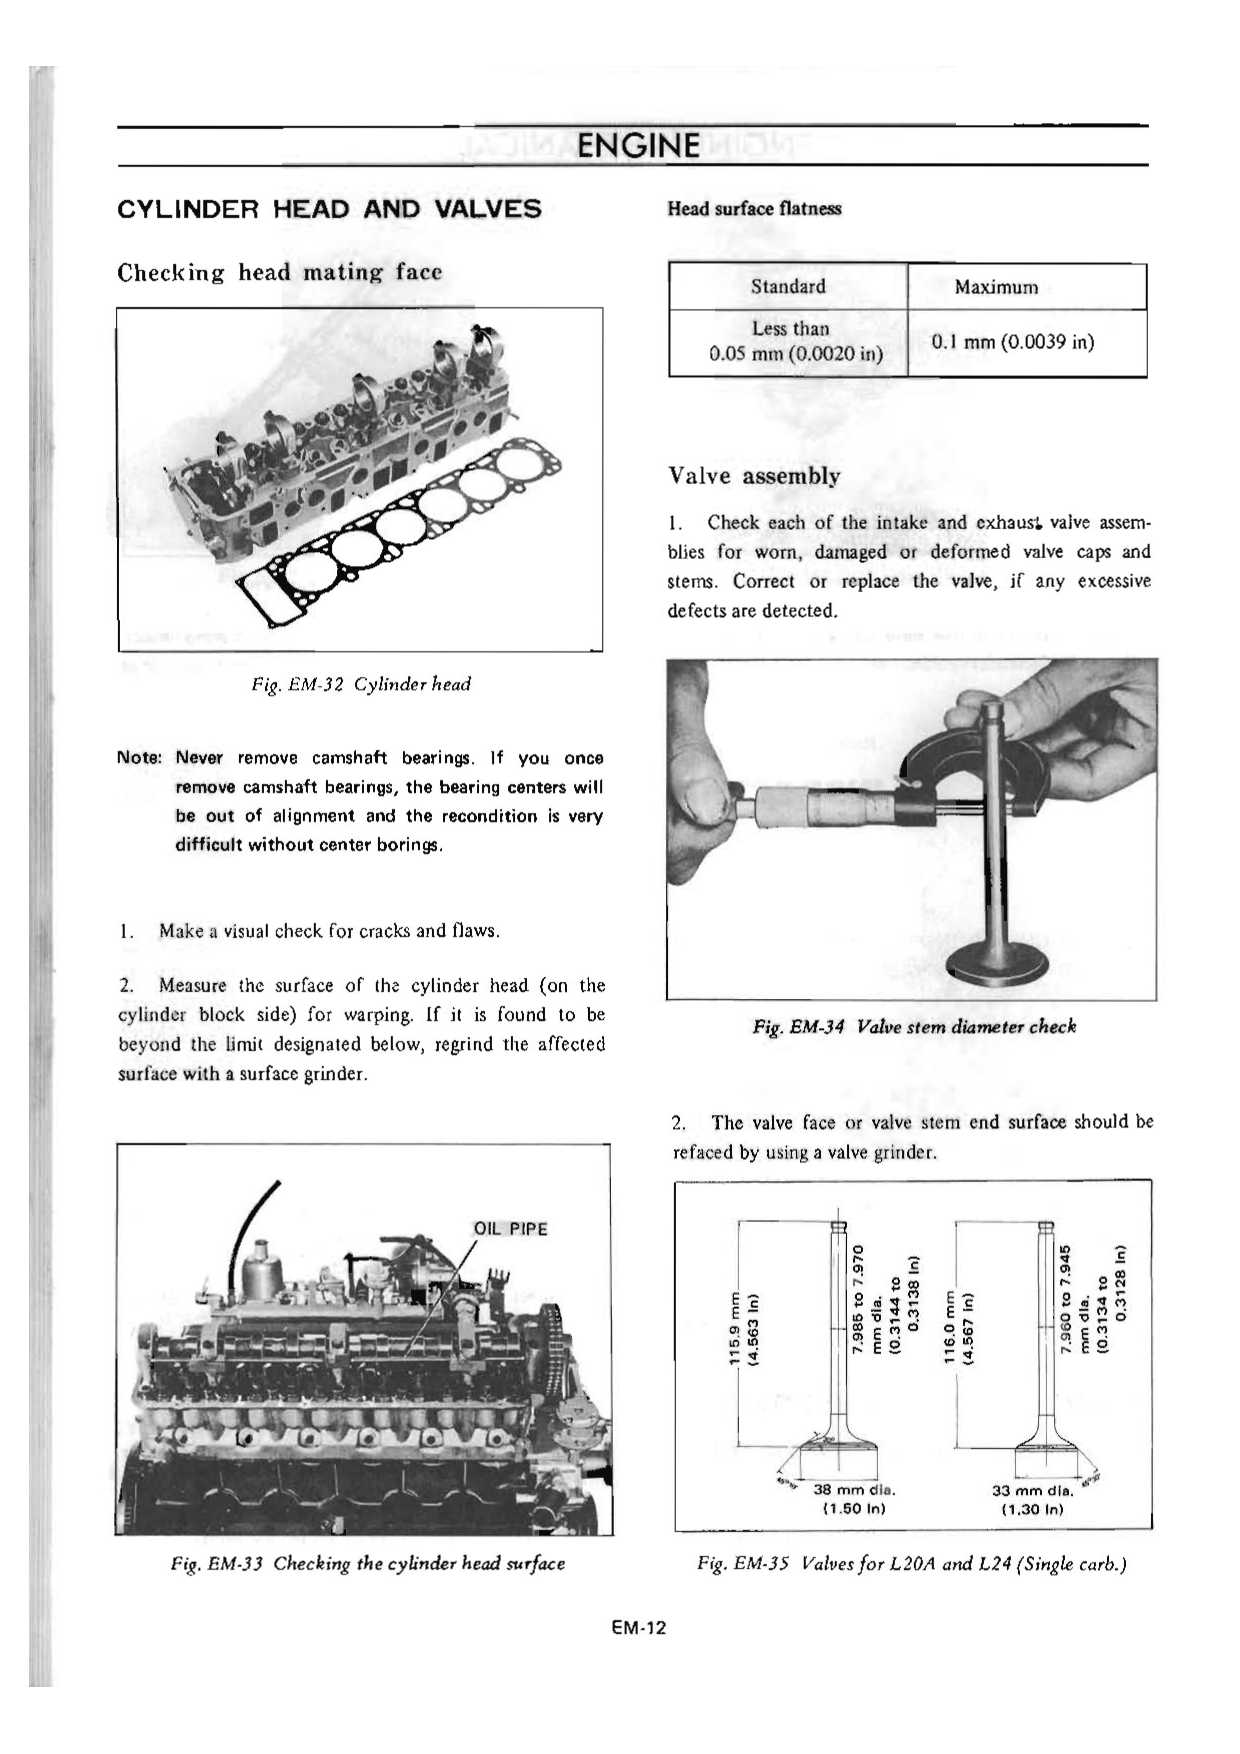 ENGINE
CYLINDER HEAD AND VALVES
Checking head mating face
Fig. EM-32 Cylinder head
Note: Never remove camshaft bearings. If you once
remove camshaft bearings, the bearing centers will
be out of alignment and the recondition is very
difficult without center borings.
1. Make a visual check for cracks and flaws.
2. Measure the surface of the cylinder head (on the
cylinder block side) for warping. If it is found to be
beyond the limit designated below, regrind the affected
surface with a surface grinder.
OIL PIPE
Fig. EM-33 Checking the cylinder head surface
Head surface flatness
Standard Maximum
Less than
0.05 mm (0.0020 in)
0.1 mm (0.0039 in)
Valve assembly
1. Check each of the intake and exhaust valve assem-
blies for worn, damaged or deformed valve caps and
stems. Correct or replace the valve, if any excessive
defects are detected.
Fig. EM-34 Valve stem diameter check
2. The valve face or valve stem end surface should be
refaced by using a valve grinder.
115.9 mm
(4.563 in)
7.985 to 7.970
mm dia.
(0.3144 to
0.3138 in)
116.0 mm
(4.567 in)
7.960 to 7.945
mm dia.
(0.3134 to
0.3128 in)
38 mm dia.
(1.50 in)
33 mm dia.
(1.30 in)
Fig. EM-35 Valves for L20A and L24 (Single carb.)
EM-12